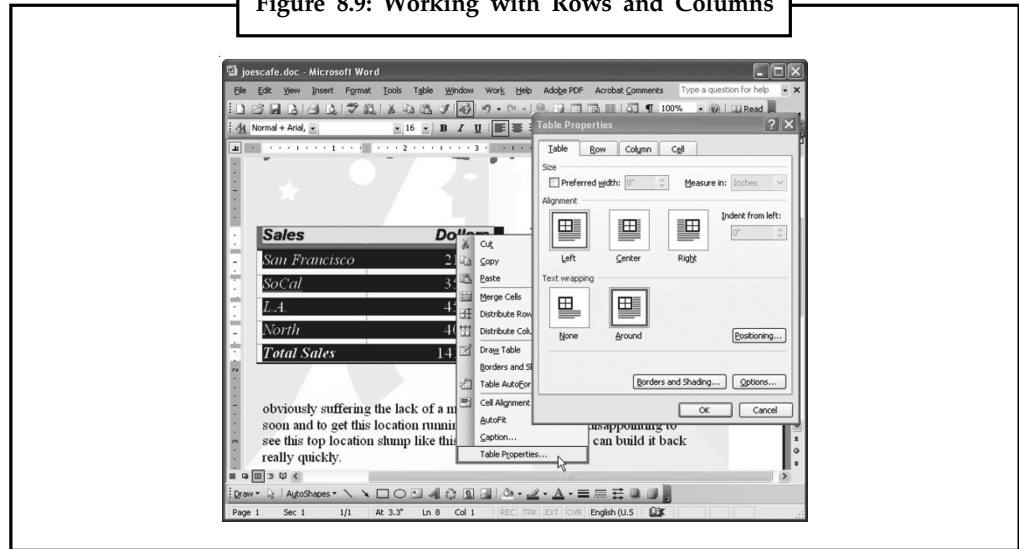 Figure 8.9: Working with Rows and Columns
joescafe.doc - Microsoft Word
File Edit View Insert Format Tools Table Window Work Help Adobe PDF Acrobat Comments Type a question for help
100% Read
Normal + Arial, 16 B I U
Table Properties
Table Row Column Cell
Size
Preferred width: 0" Measure in: Inches
Alignment
Indent from left:
0"
Left Center Right
Text wrapping
None Around
Positioning...
Borders and Shading... Options...
OK Cancel
1 2 3
Sales
San Francisco
SoCal
L.A.
North
Total Sales
Cut
Copy
Paste
Merge Cells
Distribute Row
Distribute Colu
Draw Table
Borders and S
Table AutoFor
Cell Alignment
AutoFit
Caption...
Table Properties...
obviously suffering the lack of a
soon and to get this location runni isappointing to
see this top location slump like this can build it back
really quickly.
Draw AutoShapes
Page 1 Sec 1 1/1 At 3.3" Ln 8 Col 1 REC TRK EXT OVR English (U.S